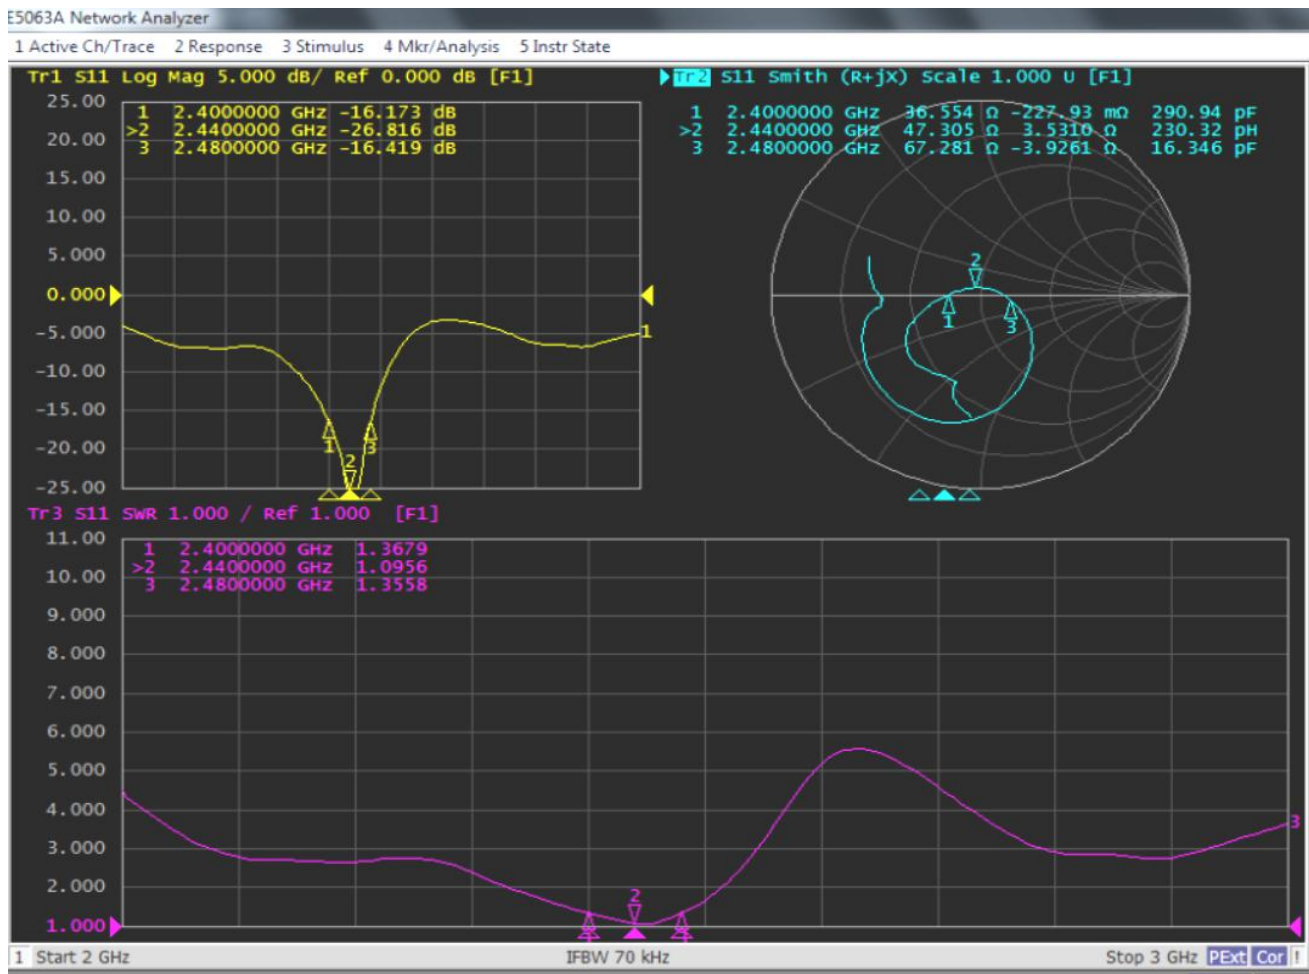 E5063A Network Analyzer
1 Active Ch/Trace 2 Response 3 Stimulus 4 Mkr/Analysis 5 Instr State
Tr1 S11 Log Mag 5.000 dB/ Ref 0.000 dB [F1]
25.00
20.00
15.00
10.00
5.000
0.000
-5.000
-10.00
-15.00
-20.00
-25.00
1 2.4000000 GHz -16.173 dB
>2 2.4400000 GHz -26.816 dB
3 2.4800000 GHz -16.419 dB
1
1
2
3
Tr2 S11 Smith (R+jX) Scale 1.000 U [F1]
1 2.4000000 GHz 36.554 Ω -227.93 mΩ 290.94 pF
>2 2.4400000 GHz 47.305 Ω 3.5310 Ω 230.32 pH
3 2.4800000 GHz 67.281 Ω -3.9261 Ω 16.346 pF
2
1
3
Tr3 S11 SWR 1.000 / Ref 1.000 [F1]
11.00
10.00
9.000
8.000
7.000
6.000
5.000
4.000
3.000
2.000
1.000
1 2.4000000 GHz 1.3679
>2 2.4400000 GHz 1.0956
3 2.4800000 GHz 1.3558
2
3
1 Start 2 GHz IFBW 70 kHz Stop 3 GHz PExt Cor !